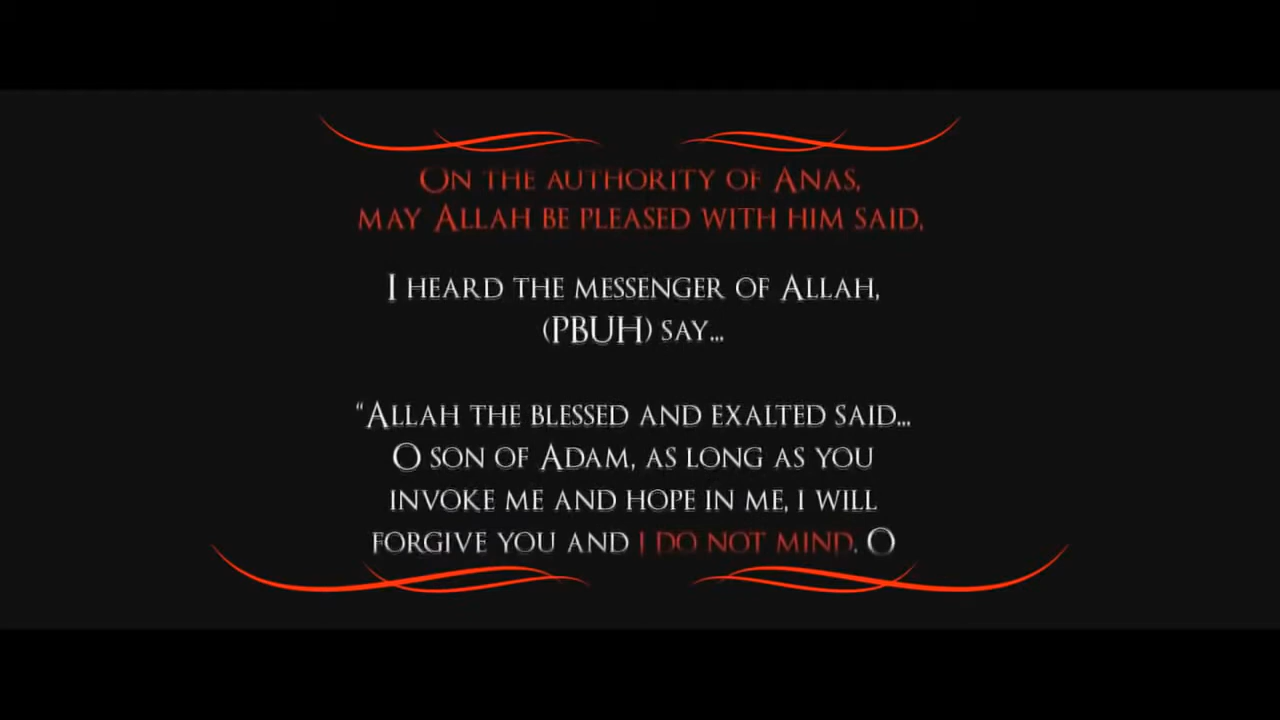 On the authority of Anas,
may Allah be pleased with him said,
I heard the messenger of Allah,
(PBUH) say...
“Allah the blessed and exalted said...
O son of Adam, as long as you
invoke me and hope in me, I will
forgive you and I do not mind. O